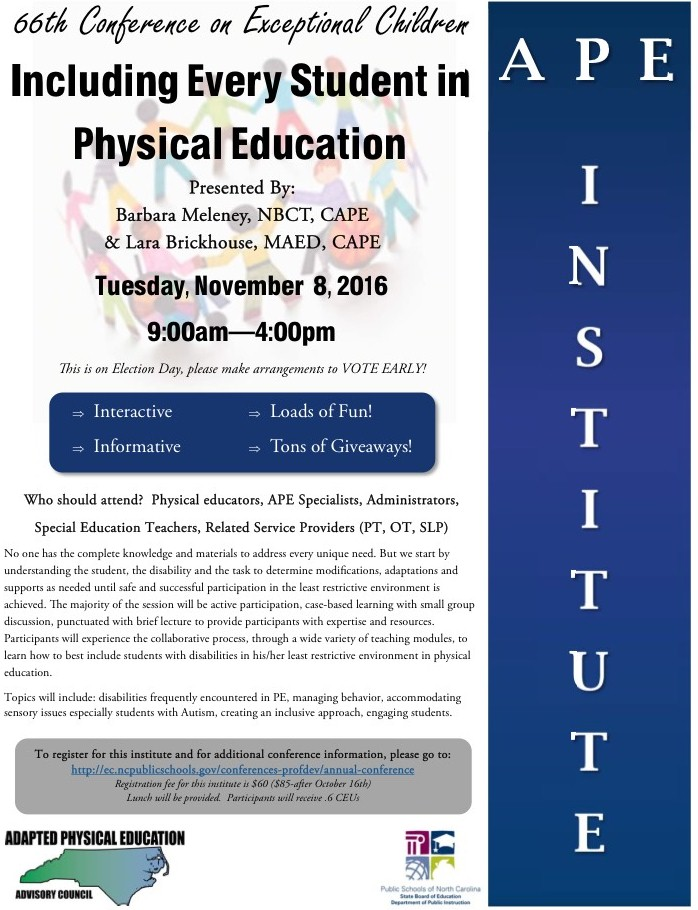 66th Conference on Exceptional Children
Including Every Student in
Physical Education
Presented By:
Barbara Meleney, NBCT, CAPE
& Lara Brickhouse, MAED, CAPE
Tuesday, November 8, 2016
9:00am—4:00pm
This is on Election Day, please make arrangements to VOTE EARLY!
⇒ Interactive ⇒ Loads of Fun!
⇒ Informative ⇒ Tons of Giveaways!
Who should attend? Physical educators, APE Specialists, Administrators,
Special Education Teachers, Related Service Providers (PT, OT, SLP)
No one has the complete knowledge and materials to address every unique need. But we start by
understanding the student, the disability and the task to determine modifications, adaptations and
supports as needed until safe and successful participation in the least restrictive environment is
achieved. The majority of the session will be active participation, case-based learning with small group
discussion, punctuated with brief lecture to provide participants with expertise and resources.
Participants will experience the collaborative process, through a wide variety of teaching modules, to
learn how to best include students with disabilities in his/her least restrictive environment in physical
education.
Topics will include: disabilities frequently encountered in PE, managing behavior, accommodating
sensory issues especially students with Autism, creating an inclusive approach, engaging students.
To register for this institute and for additional conference information, please go to:
http://ec.ncpublicschools.gov/conferences-profdev/annual-conference
Registration fee for this institute is $60 ($85-after October 16th)
Lunch will be provided. Participants will receive .6 CEUs
ADAPTED PHYSICAL EDUCATION
ADVISORY COUNCIL
Public Schools of North Carolina
State Board of Education
Department of Public Instruction
A P E
I
N
S
T
I
T
U
T
E